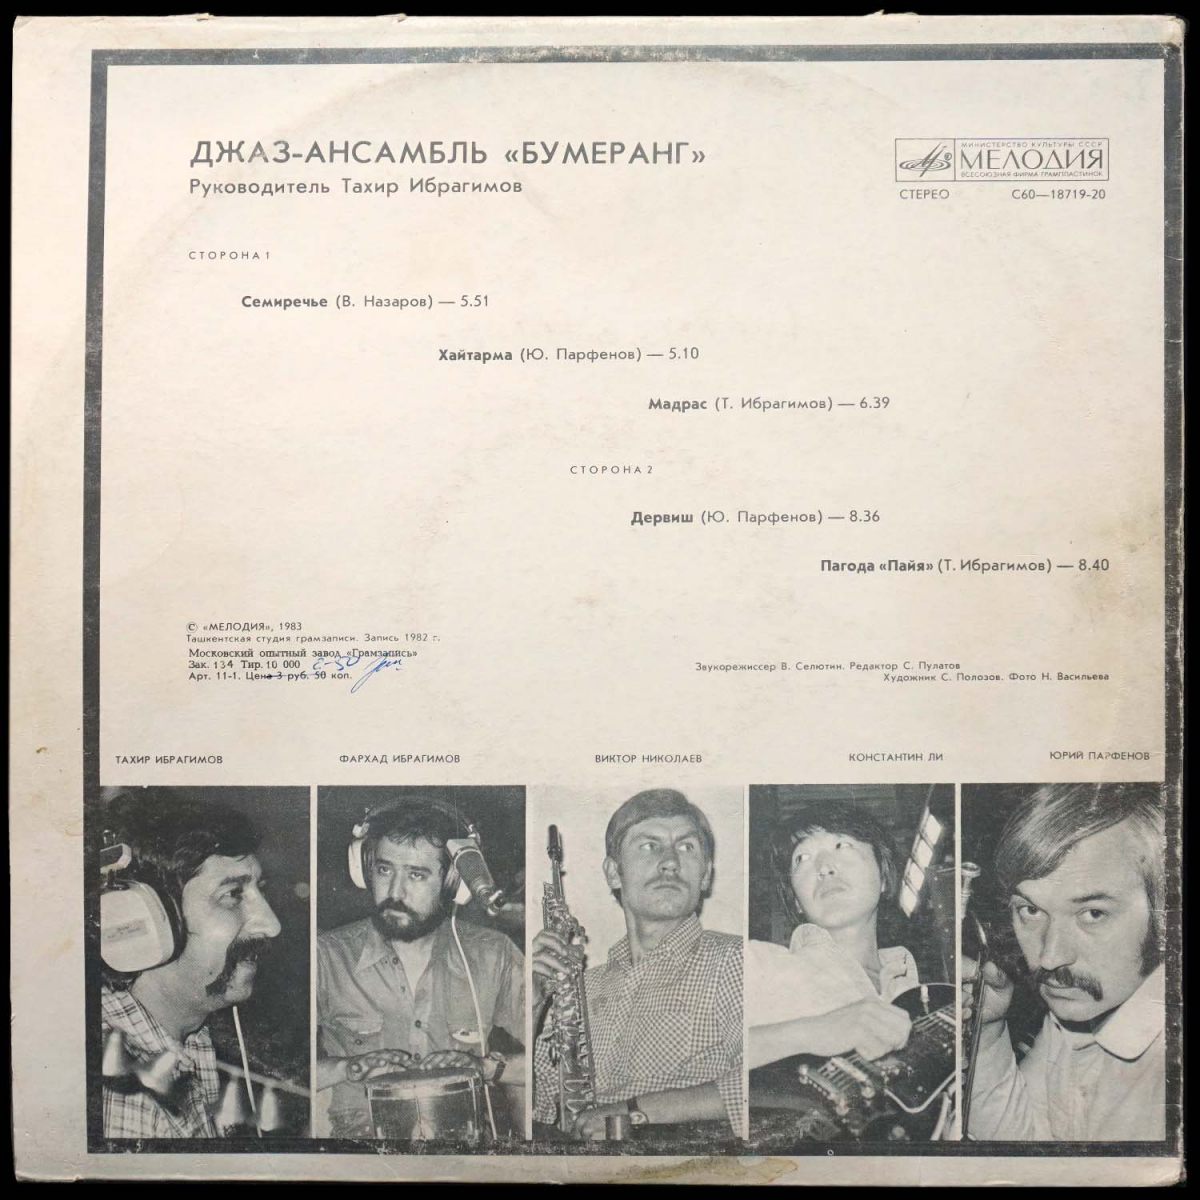 ДЖАЗ-АНСАМБЛЬ «БУМЕРАНГ»
Руководитель Тахир Ибрагимов
МИНИСТЕРСТВО КУЛЬТУРЫ СССР
МЕЛОДИЯ
ВСЕСОЮЗНАЯ ФИРМА ГРАМПЛАСТИНОК
СТЕРЕО С60—18719-20
СТОРОНА 1
Семиречье (В. Назаров) — 5.51
Хайтарма (Ю. Парфенов) — 5.10
Мадрас (Т. Ибрагимов) — 6.39
СТОРОНА 2
Дервиш (Ю. Парфенов) — 8.36
Пагода «Пайя» (Т. Ибрагимов) — 8.40
© «МЕЛОДИЯ», 1983
Ташкентская студия грамзаписи. Запись 1982 г.
Московский опытный завод «Грамзапись»
Зак. 134 Тир. 10 000
Арт. 11-1. Цена 3 руб. 50 коп.
Звукорежиссер В. Селютин. Редактор С. Пулатов
Художник С. Полозов. Фото Н. Васильева
ТАХИР ИБРАГИМОВ ФАРХАД ИБРАГИМОВ ВИКТОР НИКОЛАЕВ КОНСТАНТИН ЛИ ЮРИЙ ПАРФЕНОВ